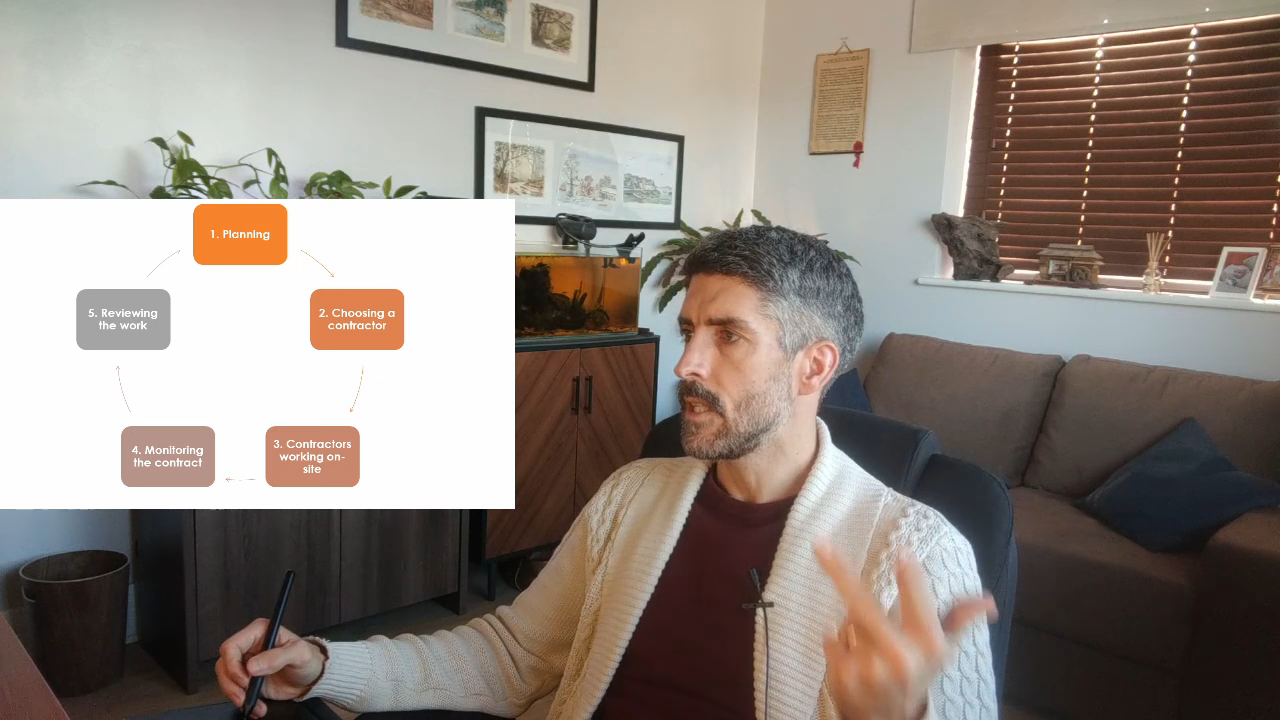 1. Planning
2. Choosing a
contractor
3. Contractors
working on-
site
4. Monitoring
the contract
5. Reviewing
the work